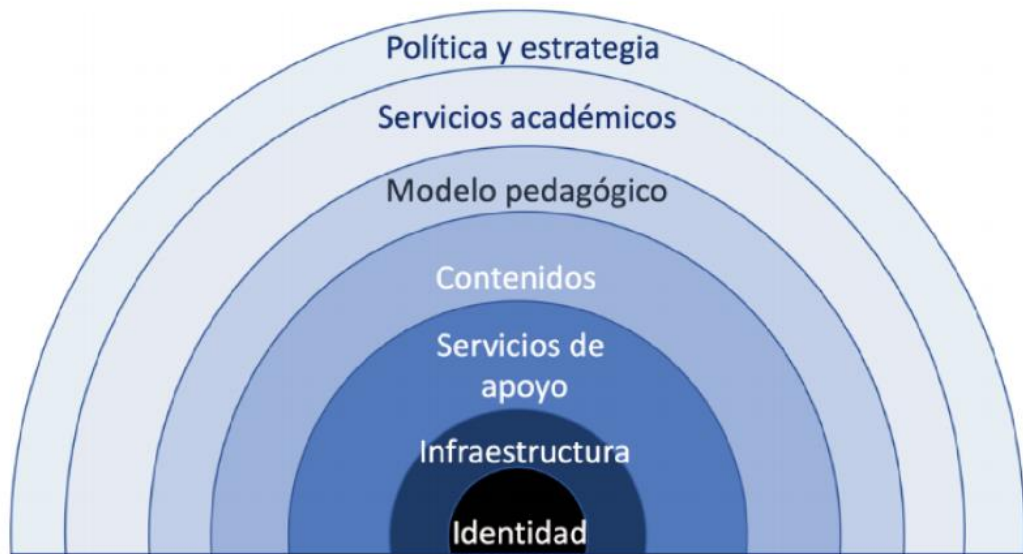 Política y estrategia
Servicios académicos
Modelo pedagógico
Contenidos
Servicios de
apoyo
Infraestructura
Identidad